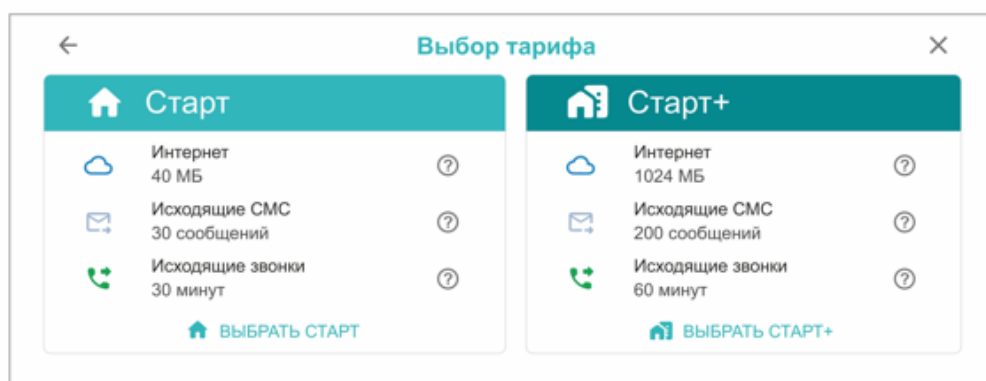 Выбор тарифа
Старт
Интернет
40 МБ
Исходящие СМС
30 сообщений
Исходящие звонки
30 минут
ВЫБРАТЬ СТАРТ
Старт+
Интернет
1024 МБ
Исходящие СМС
200 сообщений
Исходящие звонки
60 минут
ВЫБРАТЬ СТАРТ+